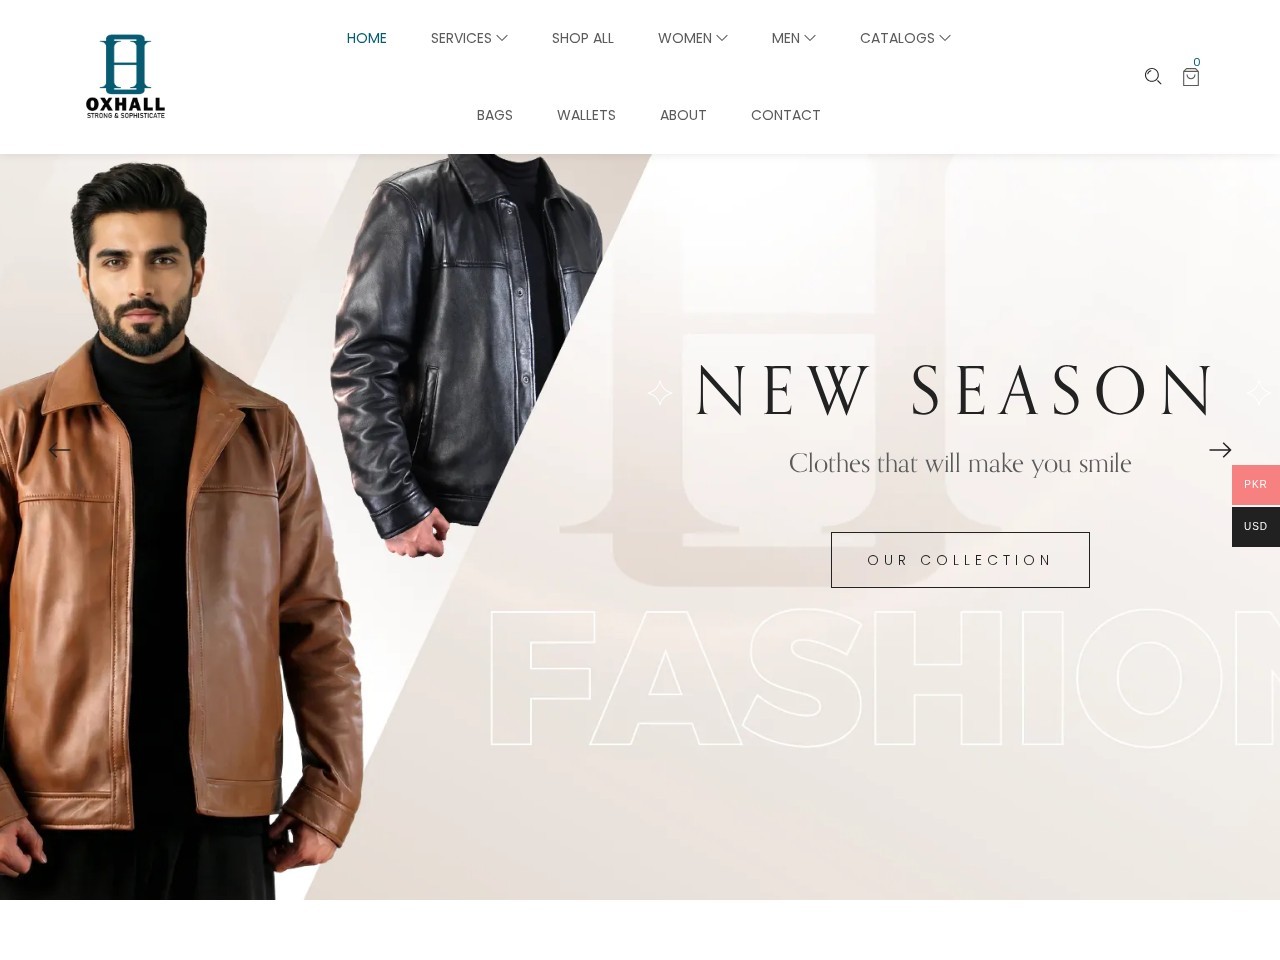 HOME
SERVICES
SHOP ALL
WOMEN
MEN
CATALOGS
0
OXHALL
STRONG & SOPHISTICATE
BAGS
WALLETS
ABOUT
CONTACT
NEW SEASON
Clothes that will make you smile
PKR
USD
OUR COLLECTION
FASHION